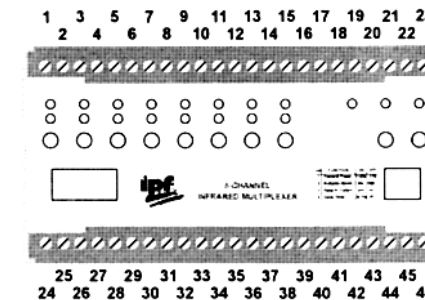 1 3 5 7 9 11 13 15 17 19 21
2 4 6 8 10 12 14 16 18 20 22
ipf
8-CHANNEL
INFRARED MULTIPLEXER
25 27 29 31 33 35 37 39 41 43 45
24 26 28 30 32 34 36 38 40 42 44